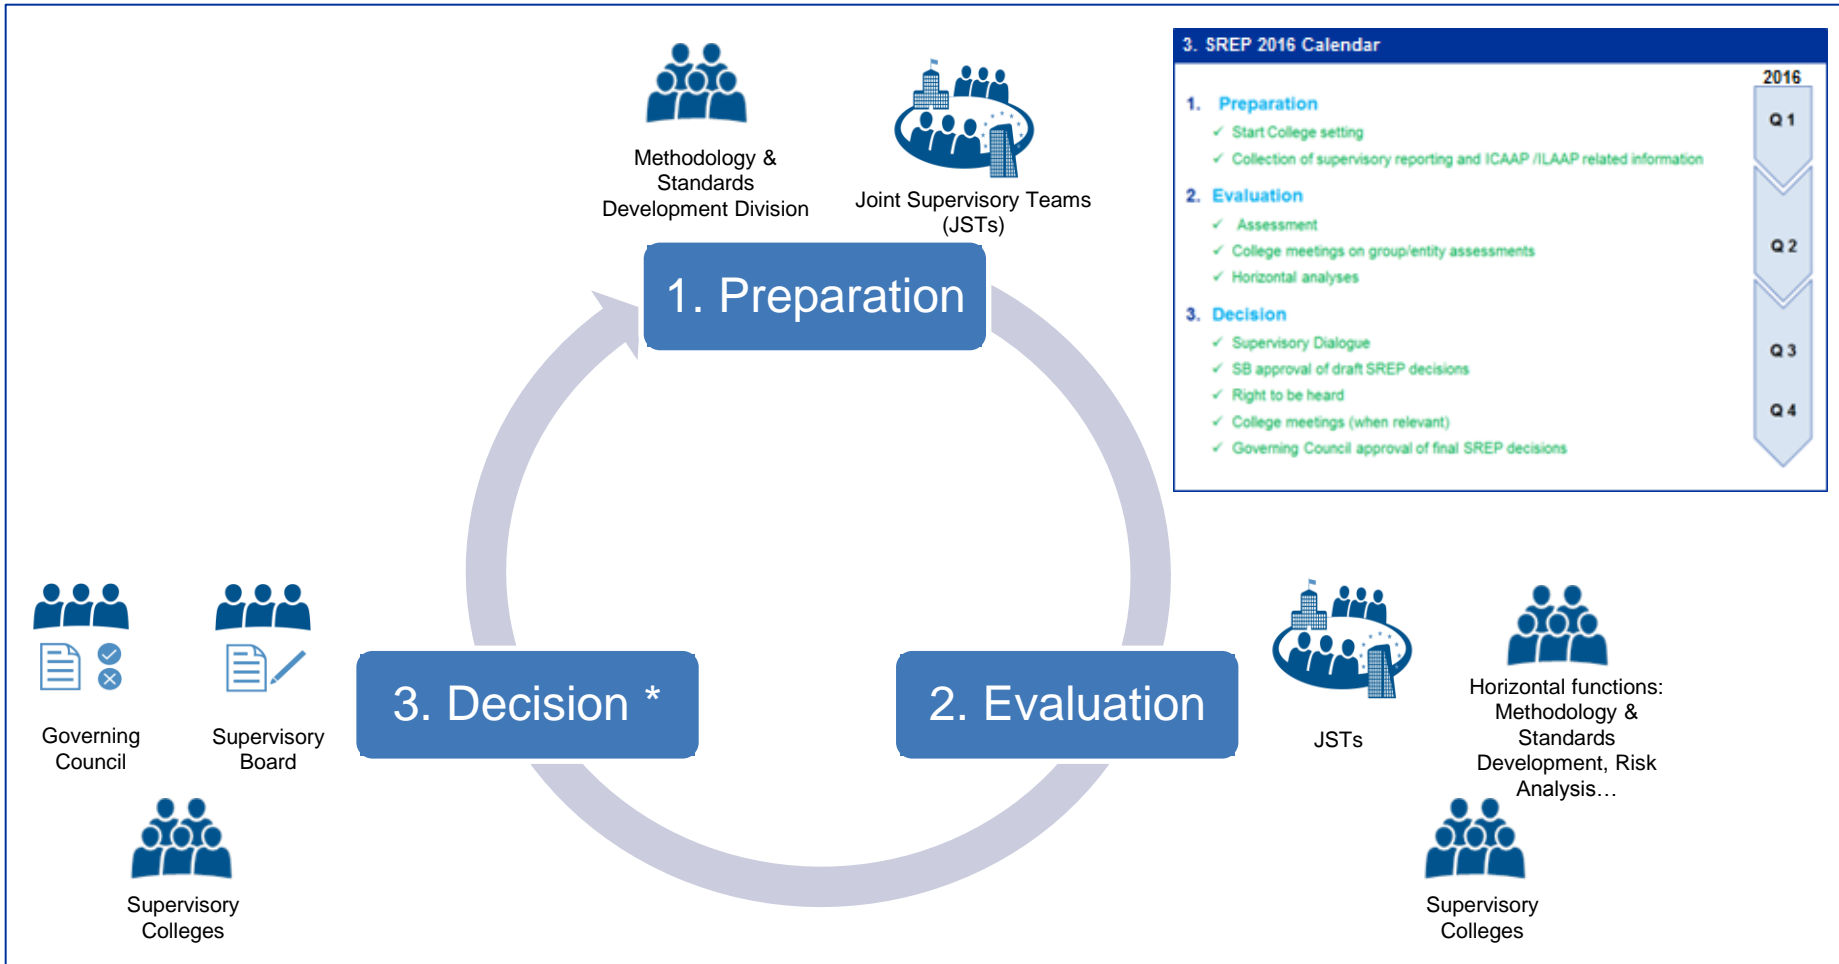 Methodology &
Standards
Development Division
Joint Supervisory Teams
(JSTs)
3. SREP 2016 Calendar
2016
1. Preparation
✓ Start College setting
✓ Collection of supervisory reporting and ICAAP /ILAAP related information
Q 1
2. Evaluation
✓ Assessment
✓ College meetings on group/entity assessments
✓ Horizontal analyses
Q 2
3. Decision
✓ Supervisory Dialogue
✓ SB approval of draft SREP decisions
✓ Right to be heard
✓ College meetings (when relevant)
✓ Governing Council approval of final SREP decisions
Q 3
Q 4
1. Preparation
2. Evaluation
3. Decision *
JSTs
Horizontal functions:
Methodology &
Standards
Development, Risk
Analysis…
Supervisory
Colleges
Governing
Council
Supervisory
Board
Supervisory
Colleges